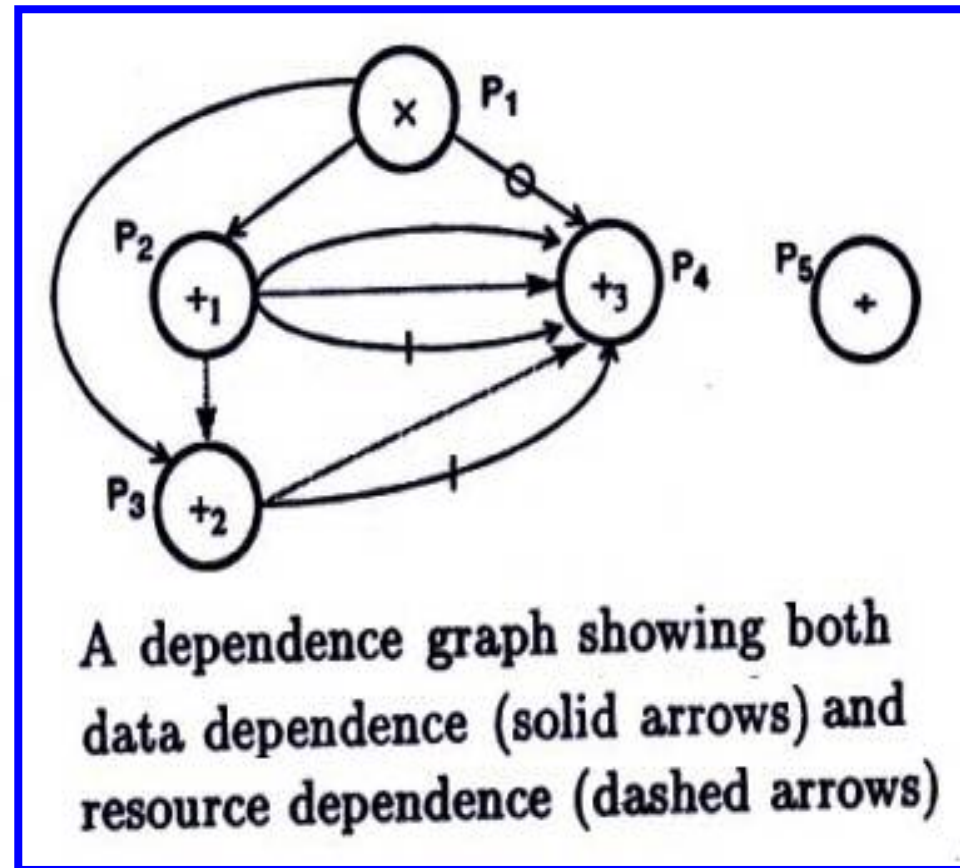 P₁
×
P₂
+₁
+₃
P₄
P₅
+
P₃
+₂
A dependence graph showing both
data dependence (solid arrows) and
resource dependence (dashed arrows)